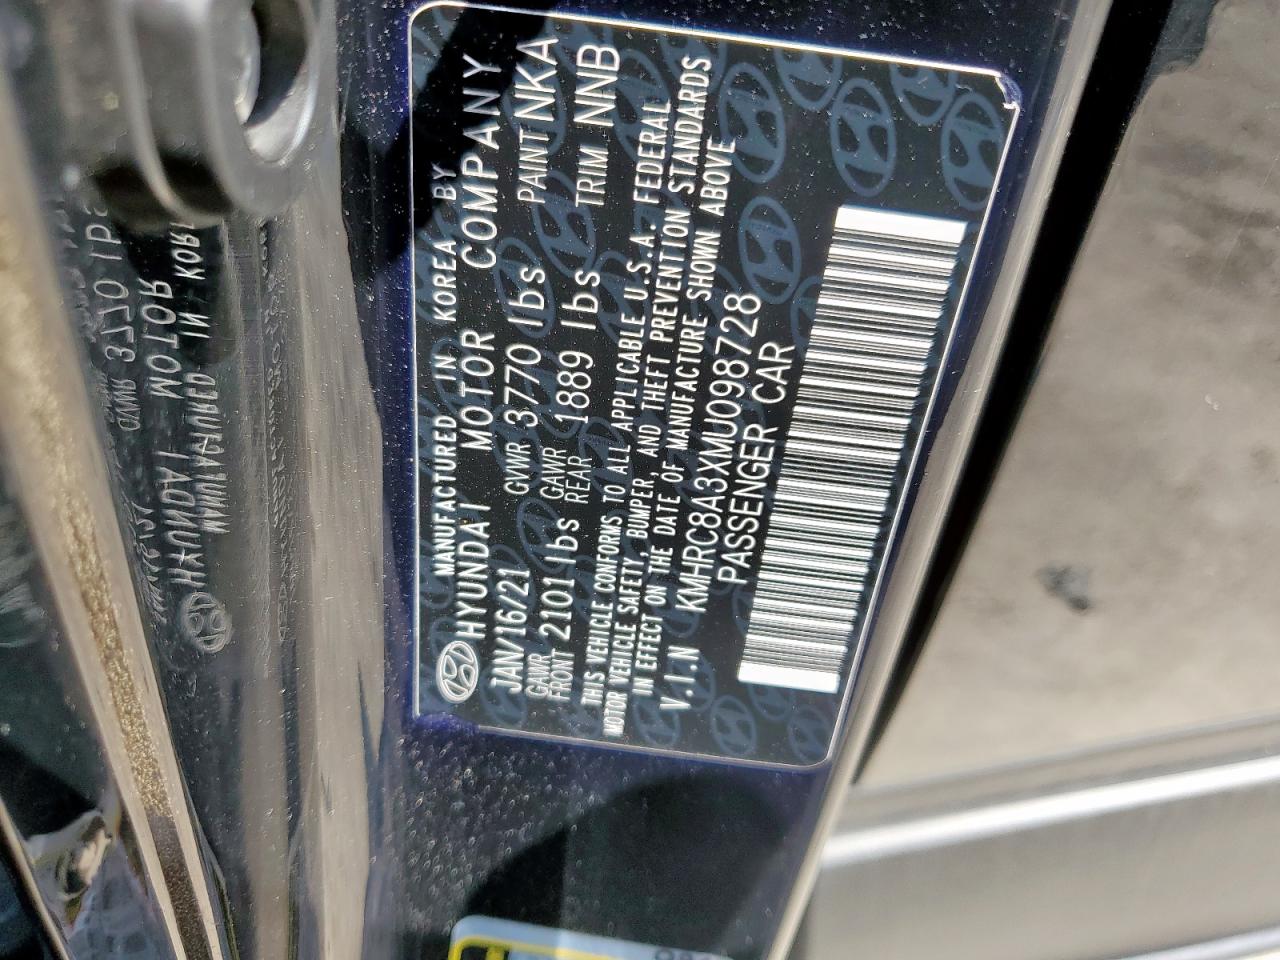 MANUFACTURED IN KOREA BY
HYUNDAI MOTOR COMPANY
JAN/16/21 GVWR 3770 lbs PAINT NKA
GAWR FRONT 2101 lbs GAWR REAR 1889 lbs TRIM NNB
THIS VEHICLE CONFORMS TO ALL APPLICABLE U.S.A. FEDERAL
MOTOR VEHICLE SAFETY, BUMPER, AND THEFT PREVENTION STANDARDS
IN EFFECT ON THE DATE OF MANUFACTURE SHOWN ABOVE
V.I.N KMHRC8A3XMU098728
PASSENGER CAR